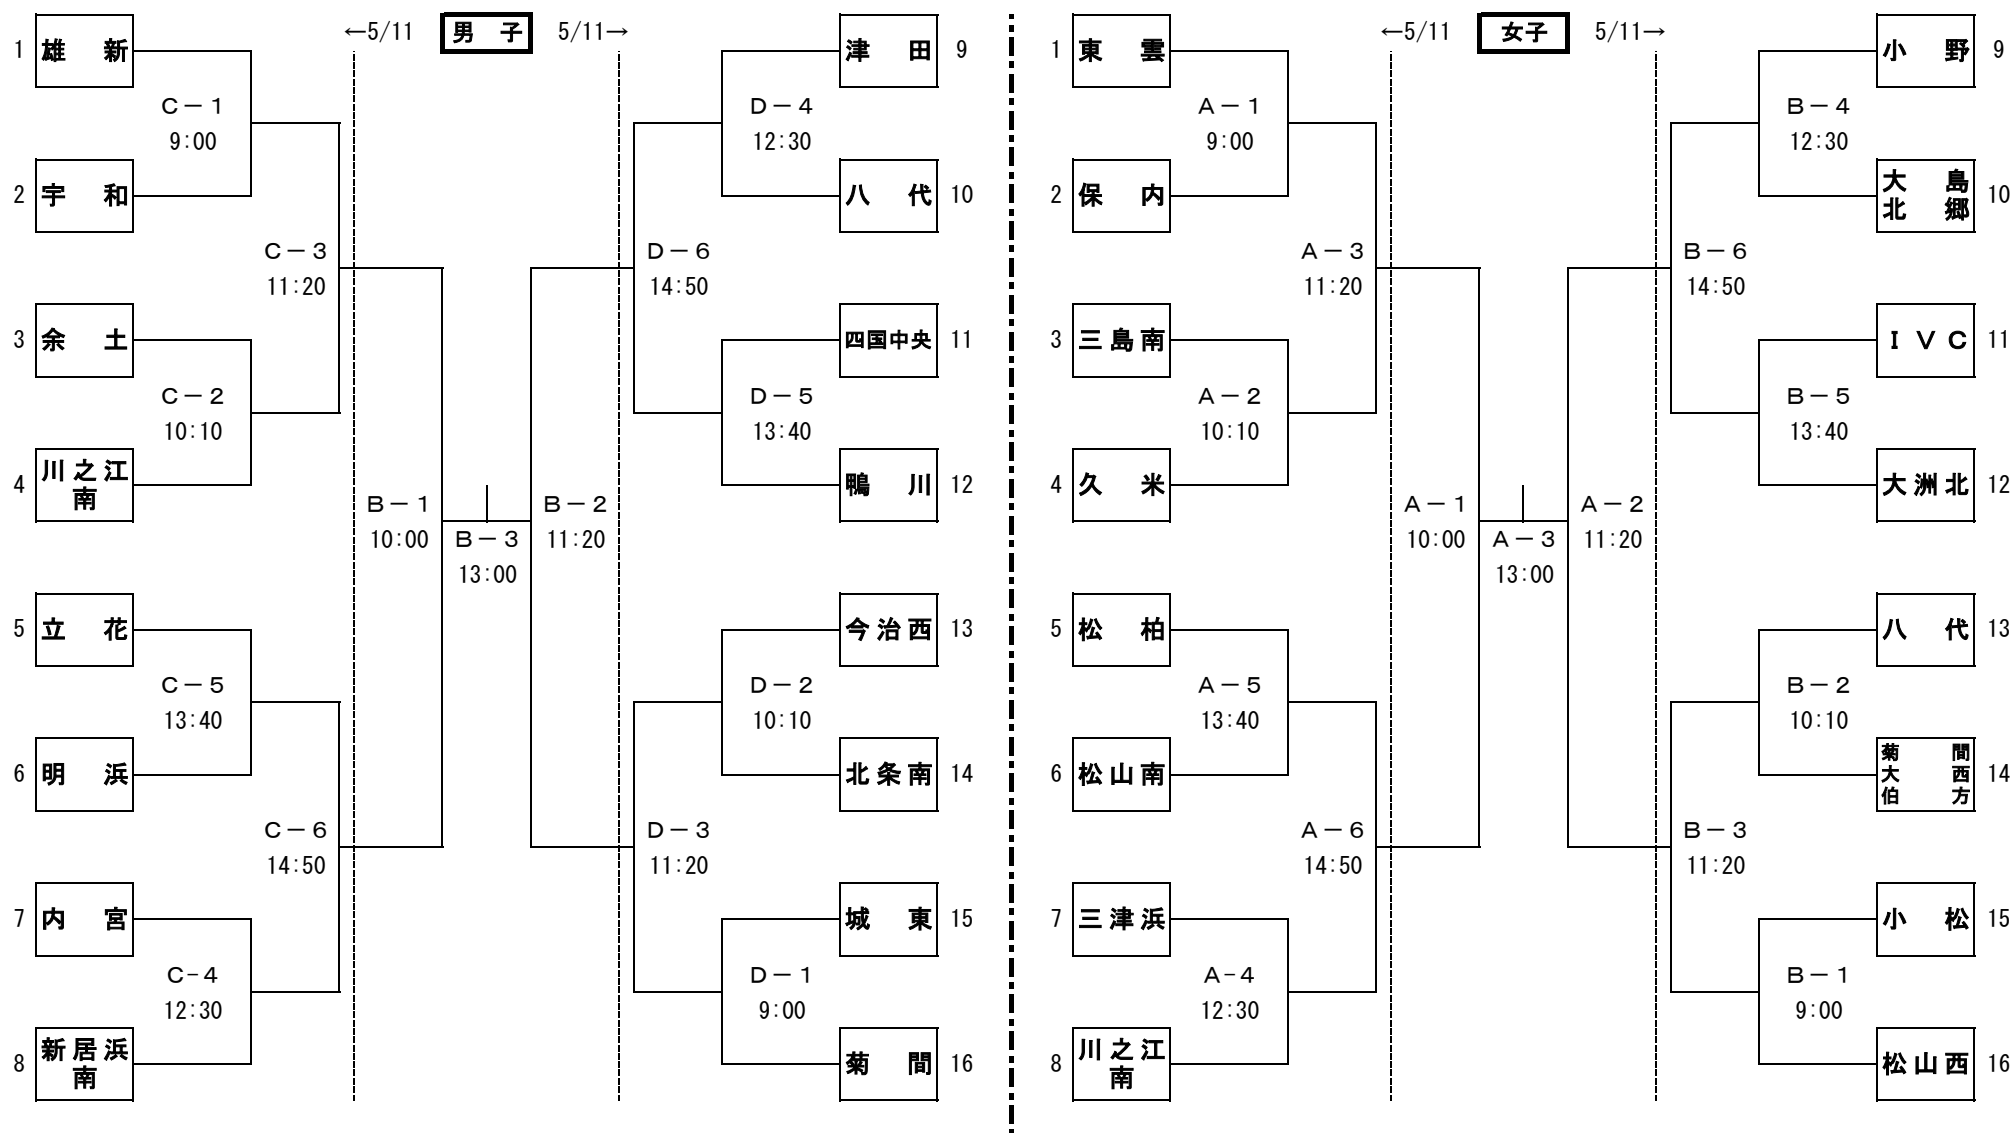 ←5/11 男 子 5/11→
1 雄 新
C－1
9:00
2 宇 和
C－3
11:20
3 余 土
C－2
10:10
4 川之江
南
B－1
10:00
5 立 花
C－5
13:40
6 明 浜
C－6
14:50
7 内 宮
C-4
12:30
8 新居浜
南
B－3
13:00
津 田 9
D－4
12:30
八 代 10
D－6
14:50
四国中央 11
D－5
13:40
鴨 川 12
B－2
11:20
今治西 13
D－2
10:10
北条南 14
D－3
11:20
城 東 15
D－1
9:00
菊 間 16
←5/11 女子 5/11→
1 東 雲
A－1
9:00
2 保 内
A－3
11:20
3 三島南
A－2
10:10
4 久 米
A－1
10:00
5 松 柏
A－5
13:40
6 松山南
A－6
14:50
7 三津浜
A-4
12:30
8 川之江
南
A－3
13:00
小 野 9
B－4
12:30
大 島
北 郷 10
B－6
14:50
ＩＶＣ 11
B－5
13:40
大洲北 12
A－2
11:20
八 代 13
B－2
10:10
菊 間
大 西 14
伯 方
B－3
11:20
小 松 15
B－1
9:00
松山西 16